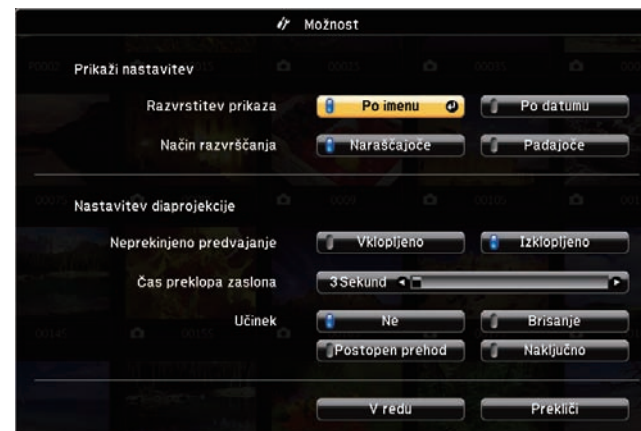 Možnost
Prikaži nastavitev
Razvrstitev prikaza Po imenu Po datumu
Način razvrščanja Naraščajoče Padajoče
Nastavitev diaprojekcije
Neprekinjeno predvajanje Vklopljeno Izklopljeno
Čas preklopa zaslona 3Sekund
Učinek Ne Brisanje
Postopen prehod Naključno
V redu Prekliči